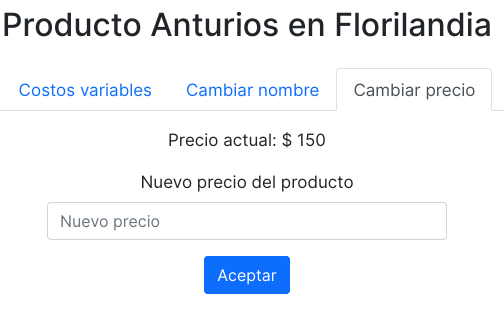 Producto Anturios en Florilandia
Costos variables Cambiar nombre Cambiar precio
Precio actual: $ 150
Nuevo precio del producto
Nuevo precio
Aceptar